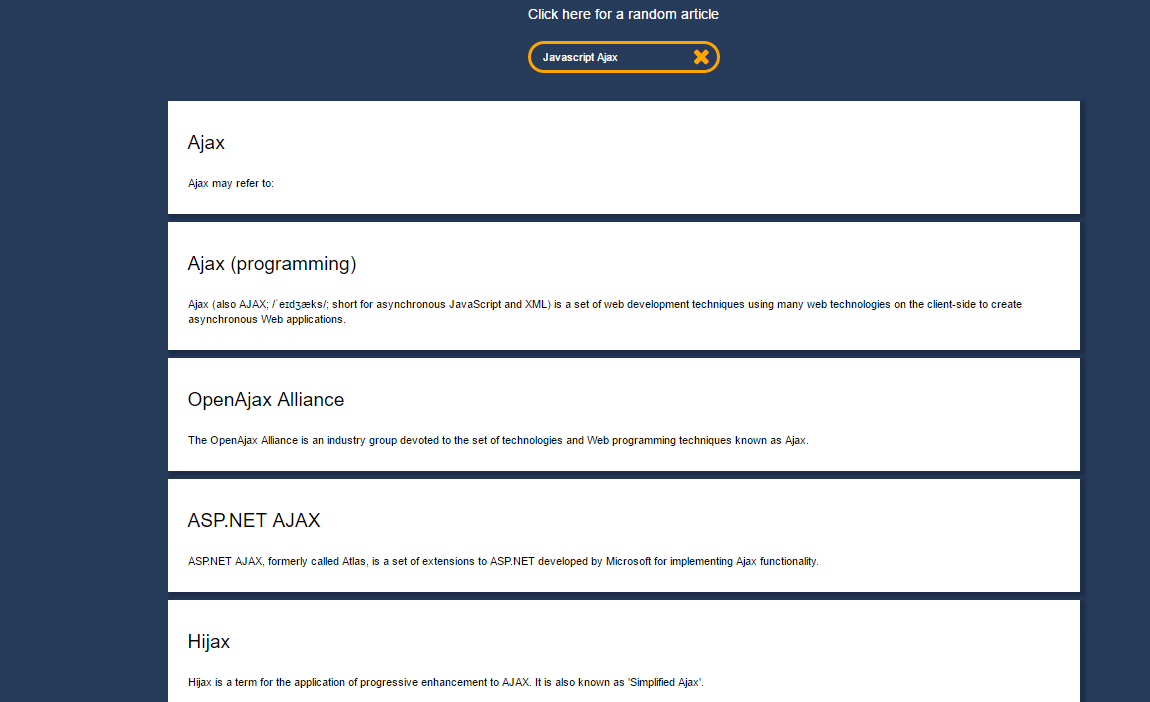 Click here for a random article
Javascript Ajax
Ajax
Ajax may refer to:
Ajax (programming)
Ajax (also AJAX; /ˈeɪdʒæks/; short for asynchronous JavaScript and XML) is a set of web development techniques using many web technologies on the client-side to create
asynchronous Web applications.
OpenAjax Alliance
The OpenAjax Alliance is an industry group devoted to the set of technologies and Web programming techniques known as Ajax.
ASP.NET AJAX
ASP.NET AJAX, formerly called Atlas, is a set of extensions to ASP.NET developed by Microsoft for implementing Ajax functionality.
Hijax
Hijax is a term for the application of progressive enhancement to AJAX. It is also known as 'Simplified Ajax'.